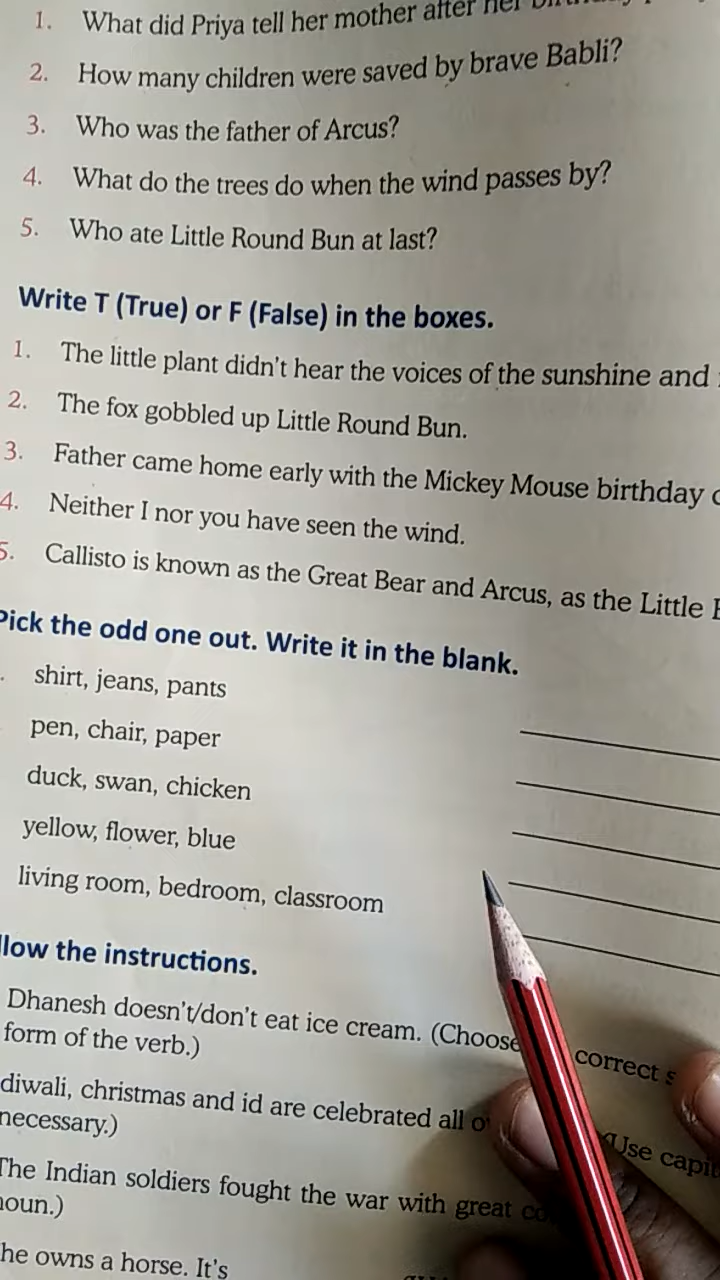 1. What did Priya tell her mother after her
2. How many children were saved by brave Babli?
3. Who was the father of Arcus?
4. What do the trees do when the wind passes by?
5. Who ate Little Round Bun at last?
Write T (True) or F (False) in the boxes.
1. The little plant didn't hear the voices of the sunshine and
2. The fox gobbled up Little Round Bun.
3. Father came home early with the Mickey Mouse birthday
4. Neither I nor you have seen the wind.
5. Callisto is known as the Great Bear and Arcus, as the Little
Pick the odd one out. Write it in the blank.
shirt, jeans, pants
pen, chair, paper
duck, swan, chicken
yellow, flower, blue
living room, bedroom, classroom
llow the instructions.
Dhanesh doesn't/don't eat ice cream. (Choose correct
form of the verb.)
diwali, christmas and id are celebrated all (Use
necessary.)
The Indian soldiers fought the war with great
noun.)
he owns a horse. It's